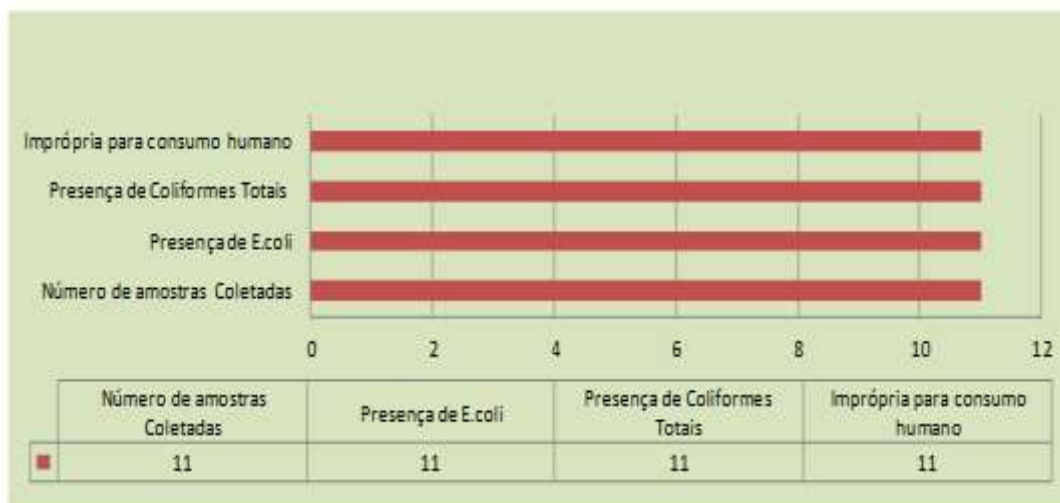 Imprópria para consumo humano
Presença de Coliformes Totais
Presença de E.coli
Número de amostras Coletadas
0 2 4 6 8 10 12
Número de amostras Coletadas
Presença de E.coli
Presença de Coliformes Totais
Imprópria para consumo humano
11 11 11 11